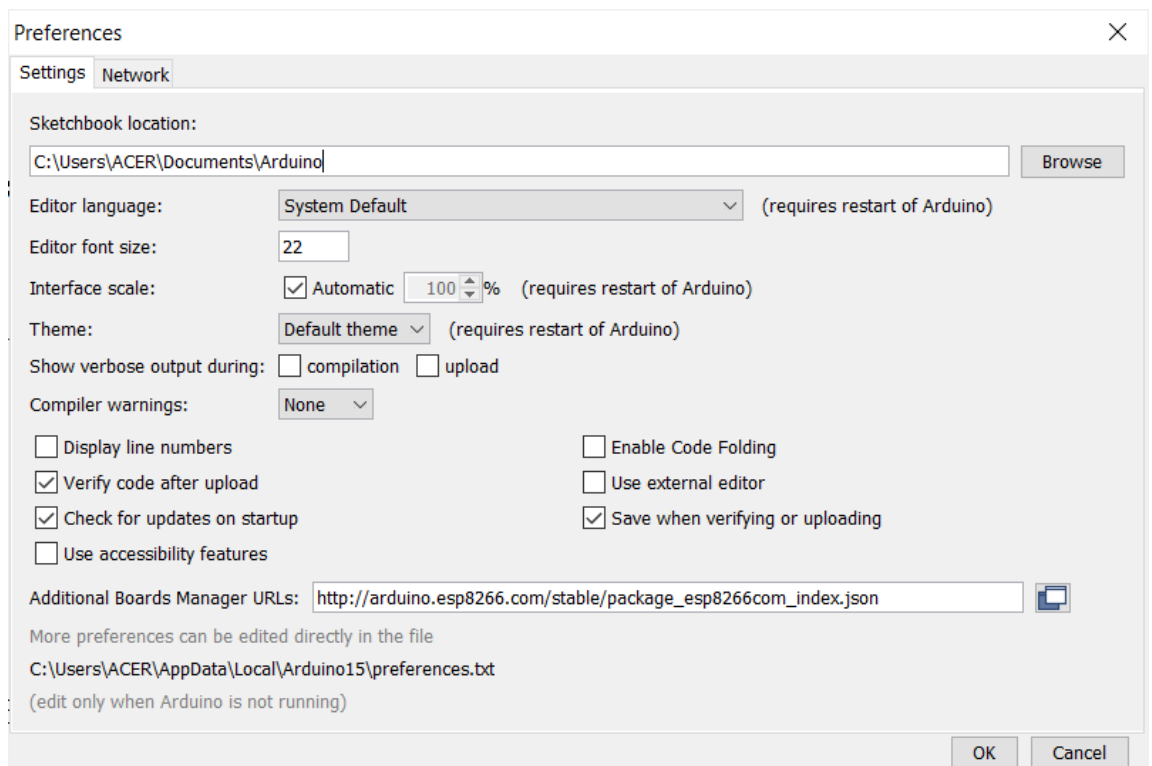 Preferences
Settings Network
Sketchbook location:
C:\Users\ACER\Documents\Arduino Browse
Editor language: System Default (requires restart of Arduino)
Editor font size: 22
Interface scale: Automatic 100 % (requires restart of Arduino)
Theme: Default theme (requires restart of Arduino)
Show verbose output during: compilation upload
Compiler warnings: None
Display line numbers Enable Code Folding
Verify code after upload Use external editor
Check for updates on startup Save when verifying or uploading
Use accessibility features
Additional Boards Manager URLs: http://arduino.esp8266.com/stable/package_esp8266com_index.json
More preferences can be edited directly in the file
C:\Users\ACER\AppData\Local\Arduino15\preferences.txt
(edit only when Arduino is not running)
OK Cancel